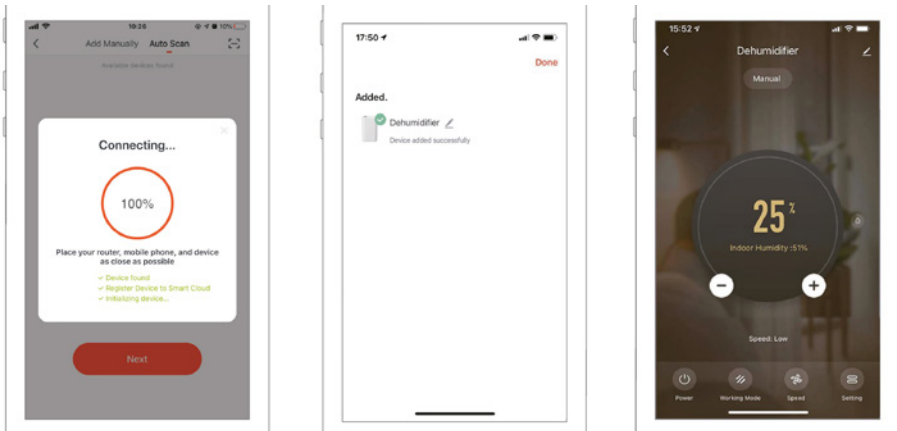 10:26
10%
Add Manually Auto Scan
Available devices found
Connecting...
100%
Place your router, mobile phone, and device
as close as possible
✓ Device found
✓ Register Device to Smart Cloud
✓ Initializing device...
Next
17:50
Done
Added.
Dehumidifier
Device added successfully
15:52
Dehumidifier
Manual
25 %
Indoor Humidity :51%
Speed: Low
Power
Working Mode
Speed
Setting